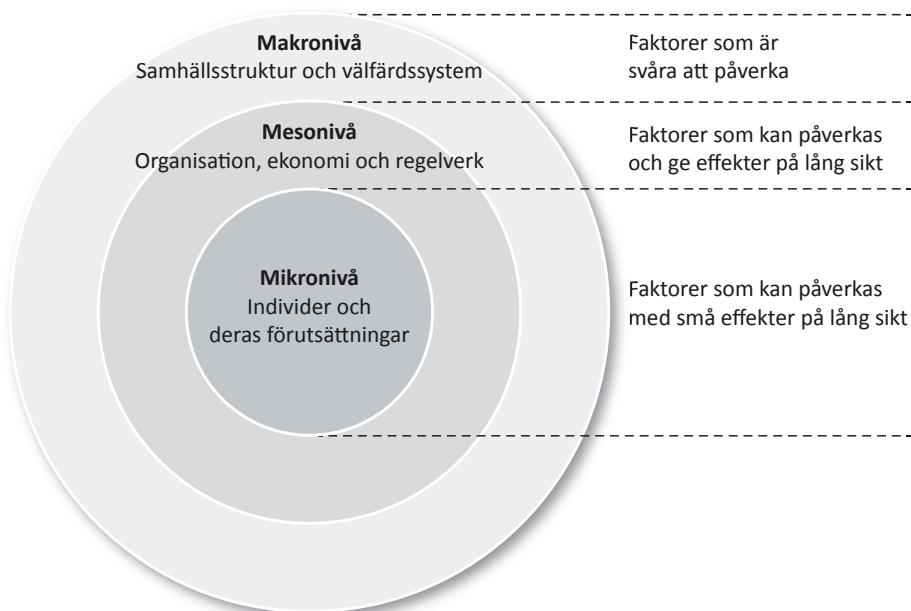 Makronivå
Samhällsstruktur och välfärdssystem
Faktorer som är
svåra att påverka
Mesonivå
Organisation, ekonomi och regelverk
Faktorer som kan påverkas
och ge effekter på lång sikt
Mikronivå
Individer och
deras förutsättningar
Faktorer som kan påverkas
med små effekter på lång sikt